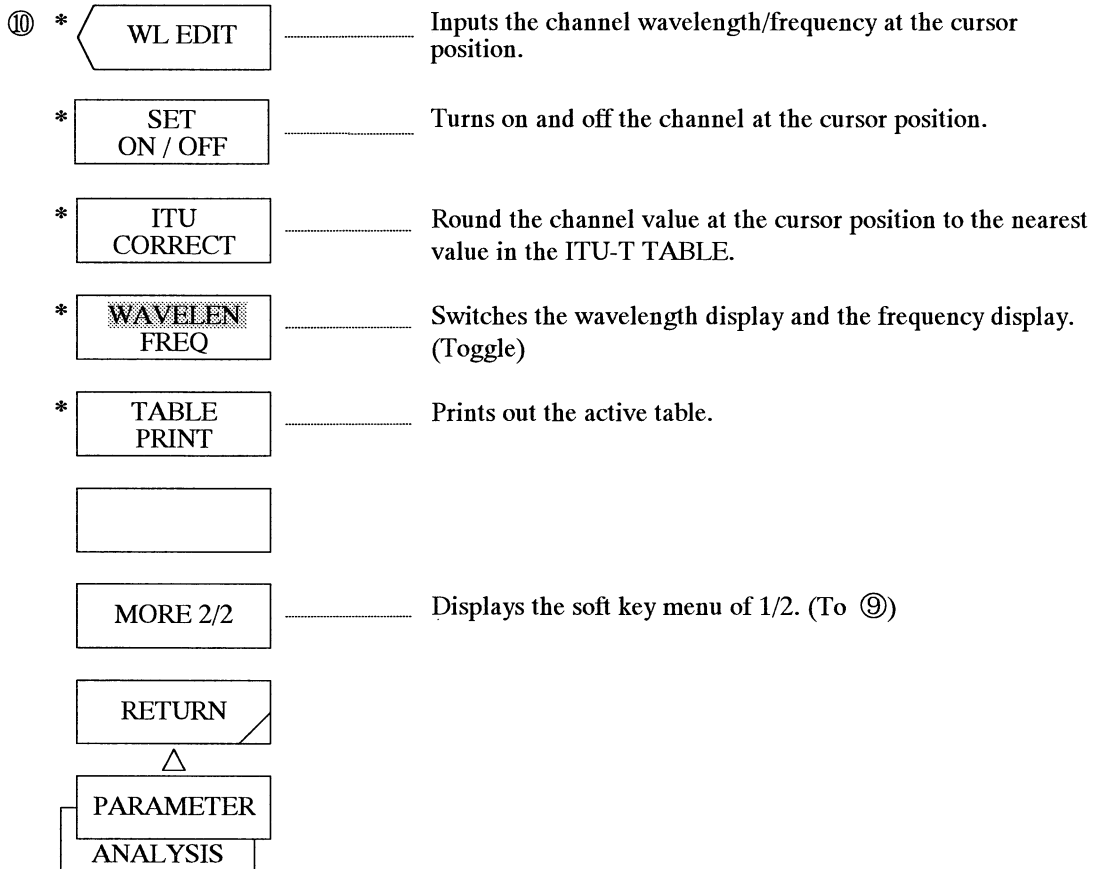 ⑩ * WL EDIT Inputs the channel wavelength/frequency at the cursor
position.
* SET
ON / OFF
Turns on and off the channel at the cursor position.
* ITU
CORRECT
Round the channel value at the cursor position to the nearest
value in the ITU-T TABLE.
* WAVELEN
FREQ
Switches the wavelength display and the frequency display.
(Toggle)
* TABLE
PRINT
Prints out the active table.
MORE 2/2 Displays the soft key menu of 1/2. (To ⑨)
RETURN
PARAMETER
ANALYSIS